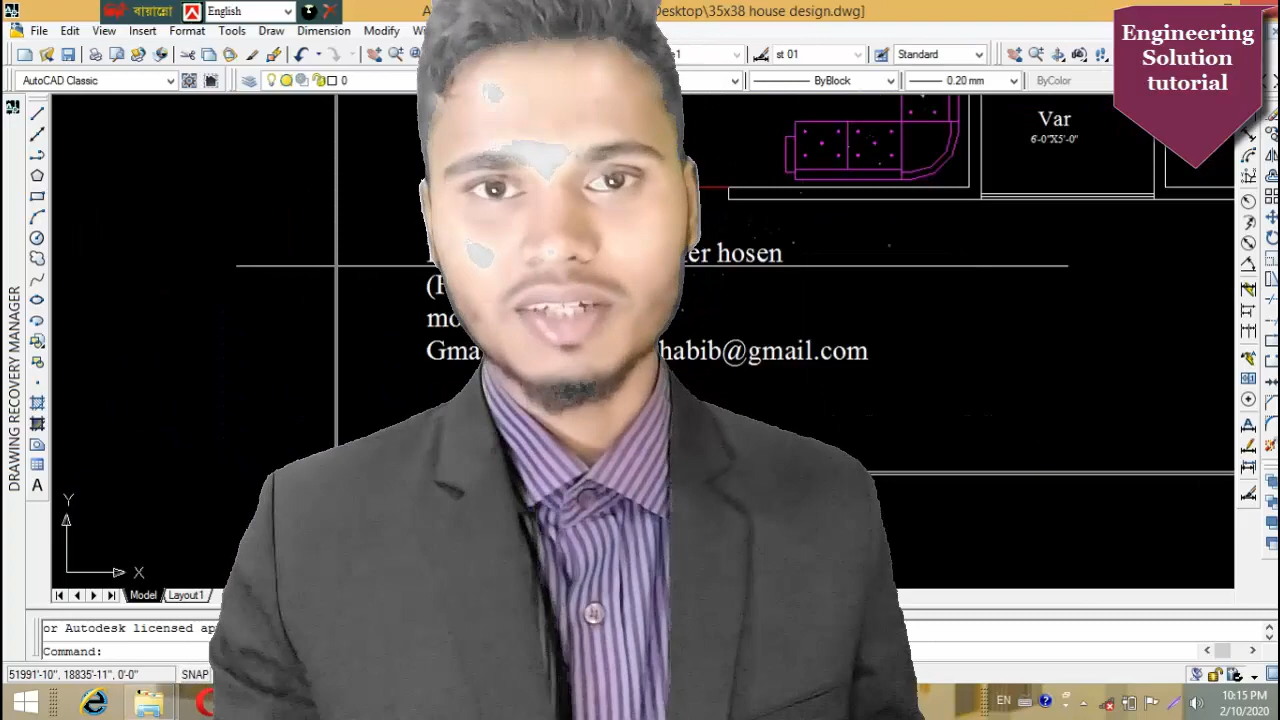 বায়ান্নো
English
Desktop\35x38 house design.dwg]
File
Edit
View
Insert
Format
Tools
Draw
Dimension
Modify
st 01
Standard
AutoCAD Classic
0
ByBlock
0.20 mm
ByColor
Engineering
Solution
tutorial
Var
6'-0"X5'-0"
hosen
habib@gmail.com
DRAWING RECOVERY MANAGER
Y
X
Model
Layout1
or Autodesk licensed
Command:
51991'-10", 18835'-11", 0'-0"
SNAP
EN
10:15 PM
2/10/2020